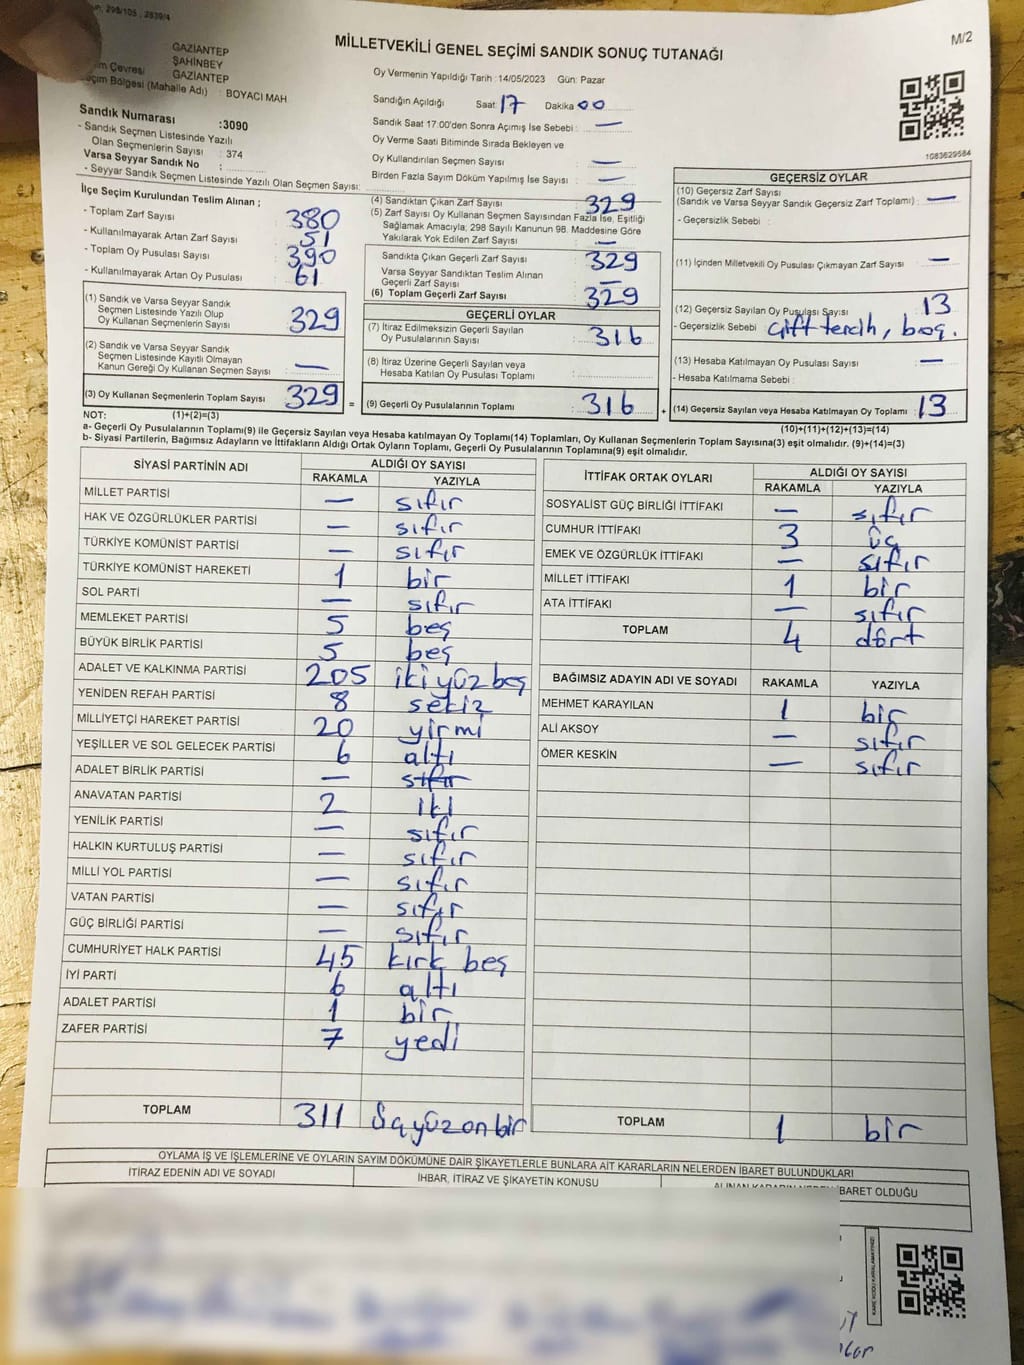 298/105, 2839/4
M/2
MİLLETVEKİLİ GENEL SEÇİMİ SANDIK SONUÇ TUTANAĞI
GAZİANTEP
ŞAHİNBEY
Çevresi GAZİANTEP
Seçim Bölgesi (Mahalle Adı) : BOYACI MAH
Sandık Numarası :3090
- Sandık Seçmen Listesinde Yazılı
Olan Seçmenlerin Sayısı : 374
Varsa Seyyar Sandık No :
- Seyyar Sandık Seçmen Listesinde Yazılı Olan Seçmen Sayısı:
Oy Vermenin Yapıldığı Tarih :14/05/2023 Gün: Pazar
Sandığın Açıldığı Saat 17 Dakika 00
Sandık Saat 17:00'den Sonra Açımış İse Sebebi : —
Oy Verme Saati Bitiminde Sırada Bekleyen ve
Oy Kullandırılan Seçmen Sayısı : —
Birden Fazla Sayım Döküm Yapılmış İse Sayısı : —
1083629584
İlçe Seçim Kurulundan Teslim Alınan ;
- Toplam Zarf Sayısı : 380
- Kullanılmayarak Artan Zarf Sayısı : 51
- Toplam Oy Pusulası Sayısı : 390
- Kullanılmayarak Artan Oy Pusulası : 61
(1) Sandık ve Varsa Seyyar Sandık
Seçmen Listesinde Yazılı Olup
Oy Kullanan Seçmenlerin Sayısı : 329
(2) Sandık ve Varsa Seyyar Sandık
Seçmen Listesinde Kayıtlı Olmayan
Kanun Gereği Oy Kullanan Seçmen Sayısı : —
(3) Oy Kullanan Seçmenlerin Toplam Sayısı : 329 =
(4) Sandıktan Çıkan Zarf Sayısı : 329
(5) Zarf Sayısı Oy Kullanan Seçmen Sayısından Fazla İse, Eşitliği
Sağlamak Amacıyla, 298 Sayılı Kanunun 98. Maddesine Göre
Yakılarak Yok Edilen Zarf Sayısı : —
Sandıkta Çıkan Geçerli Zarf Sayısı : 329
Varsa Seyyar Sandıktan Teslim Alınan
Geçerli Zarf Sayısı : —
(6) Toplam Geçerli Zarf Sayısı : 329
GEÇERLİ OYLAR
(7) İtiraz Edilmeksizin Geçerli Sayılan
Oy Pusulalarının Sayısı : 316
(8) İtiraz Üzerine Geçerli Sayılan veya
Hesaba Katılan Oy Pusulası Toplamı :
(9) Geçerli Oy Pusulalarının Toplamı : 316 +
GEÇERSİZ OYLAR
(10) Geçersiz Zarf Sayısı
(Sandık ve Varsa Seyyar Sandık Geçersiz Zarf Toplamı) : —
- Geçersizlik Sebebi :
(11) İçinden Milletvekili Oy Pusulası Çıkmayan Zarf Sayısı : —
(12) Geçersiz Sayılan Oy Pusulası Sayısı : 13
- Geçersizlik Sebebi : çift tercih, boş.
(13) Hesaba Katılmayan Oy Pusulası Sayısı : —
- Hesaba Katılmama Sebebi :
(14) Geçersiz Sayılan veya Hesaba Katılmayan Oy Toplamı : 13
NOT: (1)+(2)=(3) (10)+(11)+(12)+(13)=(14)
a- Geçerli Oy Pusulalarının Toplamı(9) ile Geçersiz Sayılan veya Hesaba katılmayan Oy Toplamı(14) Toplamları, Oy Kullanan Seçmenlerin Toplam Sayısına(3) eşit olmalıdır. (9)+(14)=(3)
b- Siyasi Partilerin, Bağımsız Adayların ve İttifakların Aldığı Ortak Oyların Toplamı, Geçerli Oy Pusulalarının Toplamına(9) eşit olmalıdır.
SİYASİ PARTİNİN ADI ALDIĞI OY SAYISI
RAKAMLA YAZIYLA
MİLLET PARTİSİ — sıfır
HAK VE ÖZGÜRLÜKLER PARTİSİ — sıfır
TÜRKİYE KOMÜNİST PARTİSİ — sıfır
TÜRKİYE KOMÜNİST HAREKETİ 1 bir
SOL PARTİ — sıfır
MEMLEKET PARTİSİ 5 beş
BÜYÜK BİRLİK PARTİSİ 5 beş
ADALET VE KALKINMA PARTİSİ 205 iki yüz beş
YENİDEN REFAH PARTİSİ 8 sekiz
MİLLİYETÇİ HAREKET PARTİSİ 20 yirmi
YEŞİLLER VE SOL GELECEK PARTİSİ 6 altı
ADALET BİRLİK PARTİSİ — sıfır
ANAVATAN PARTİSİ 2 iki
YENİLİK PARTİSİ — sıfır
HALKIN KURTULUŞ PARTİSİ — sıfır
MİLLİ YOL PARTİSİ — sıfır
VATAN PARTİSİ — sıfır
GÜÇ BİRLİĞİ PARTİSİ — sıfır
CUMHURİYET HALK PARTİSİ 45 kırk beş
İYİ PARTİ 6 altı
ADALET PARTİSİ 1 bir
ZAFER PARTİSİ 7 yedi
TOPLAM 311 üçyüzonbir
İTTİFAK ORTAK OYLARI ALDIĞI OY SAYISI
RAKAMLA YAZIYLA
SOSYALİST GÜÇ BİRLİĞİ İTTİFAKI — sıfır
CUMHUR İTTİFAKI 3 üç
EMEK VE ÖZGÜRLÜK İTTİFAKI — sıfır
MİLLET İTTİFAKI 1 bir
ATA İTTİFAKI — sıfır
TOPLAM 4 dört
BAĞIMSIZ ADAYIN ADI VE SOYADI RAKAMLA YAZIYLA
MEHMET KARAYILAN 1 bir
ALİ AKSOY — sıfır
ÖMER KESKİN — sıfır
TOPLAM 1 bir
OYLAMA İŞ VE İŞLEMLERİNE VE OYLARIN SAYIM DÖKÜMÜNE DAİR ŞİKAYETLERLE BUNLARA AİT KARARLARIN NELERDEN İBARET BULUNDUKLARI
İTİRAZ EDENİN ADI VE SOYADI İHBAR, İTİRAZ VE ŞİKAYETİN KONUSU ALINAN KARARIN NEDEN İBARET OLDUĞU